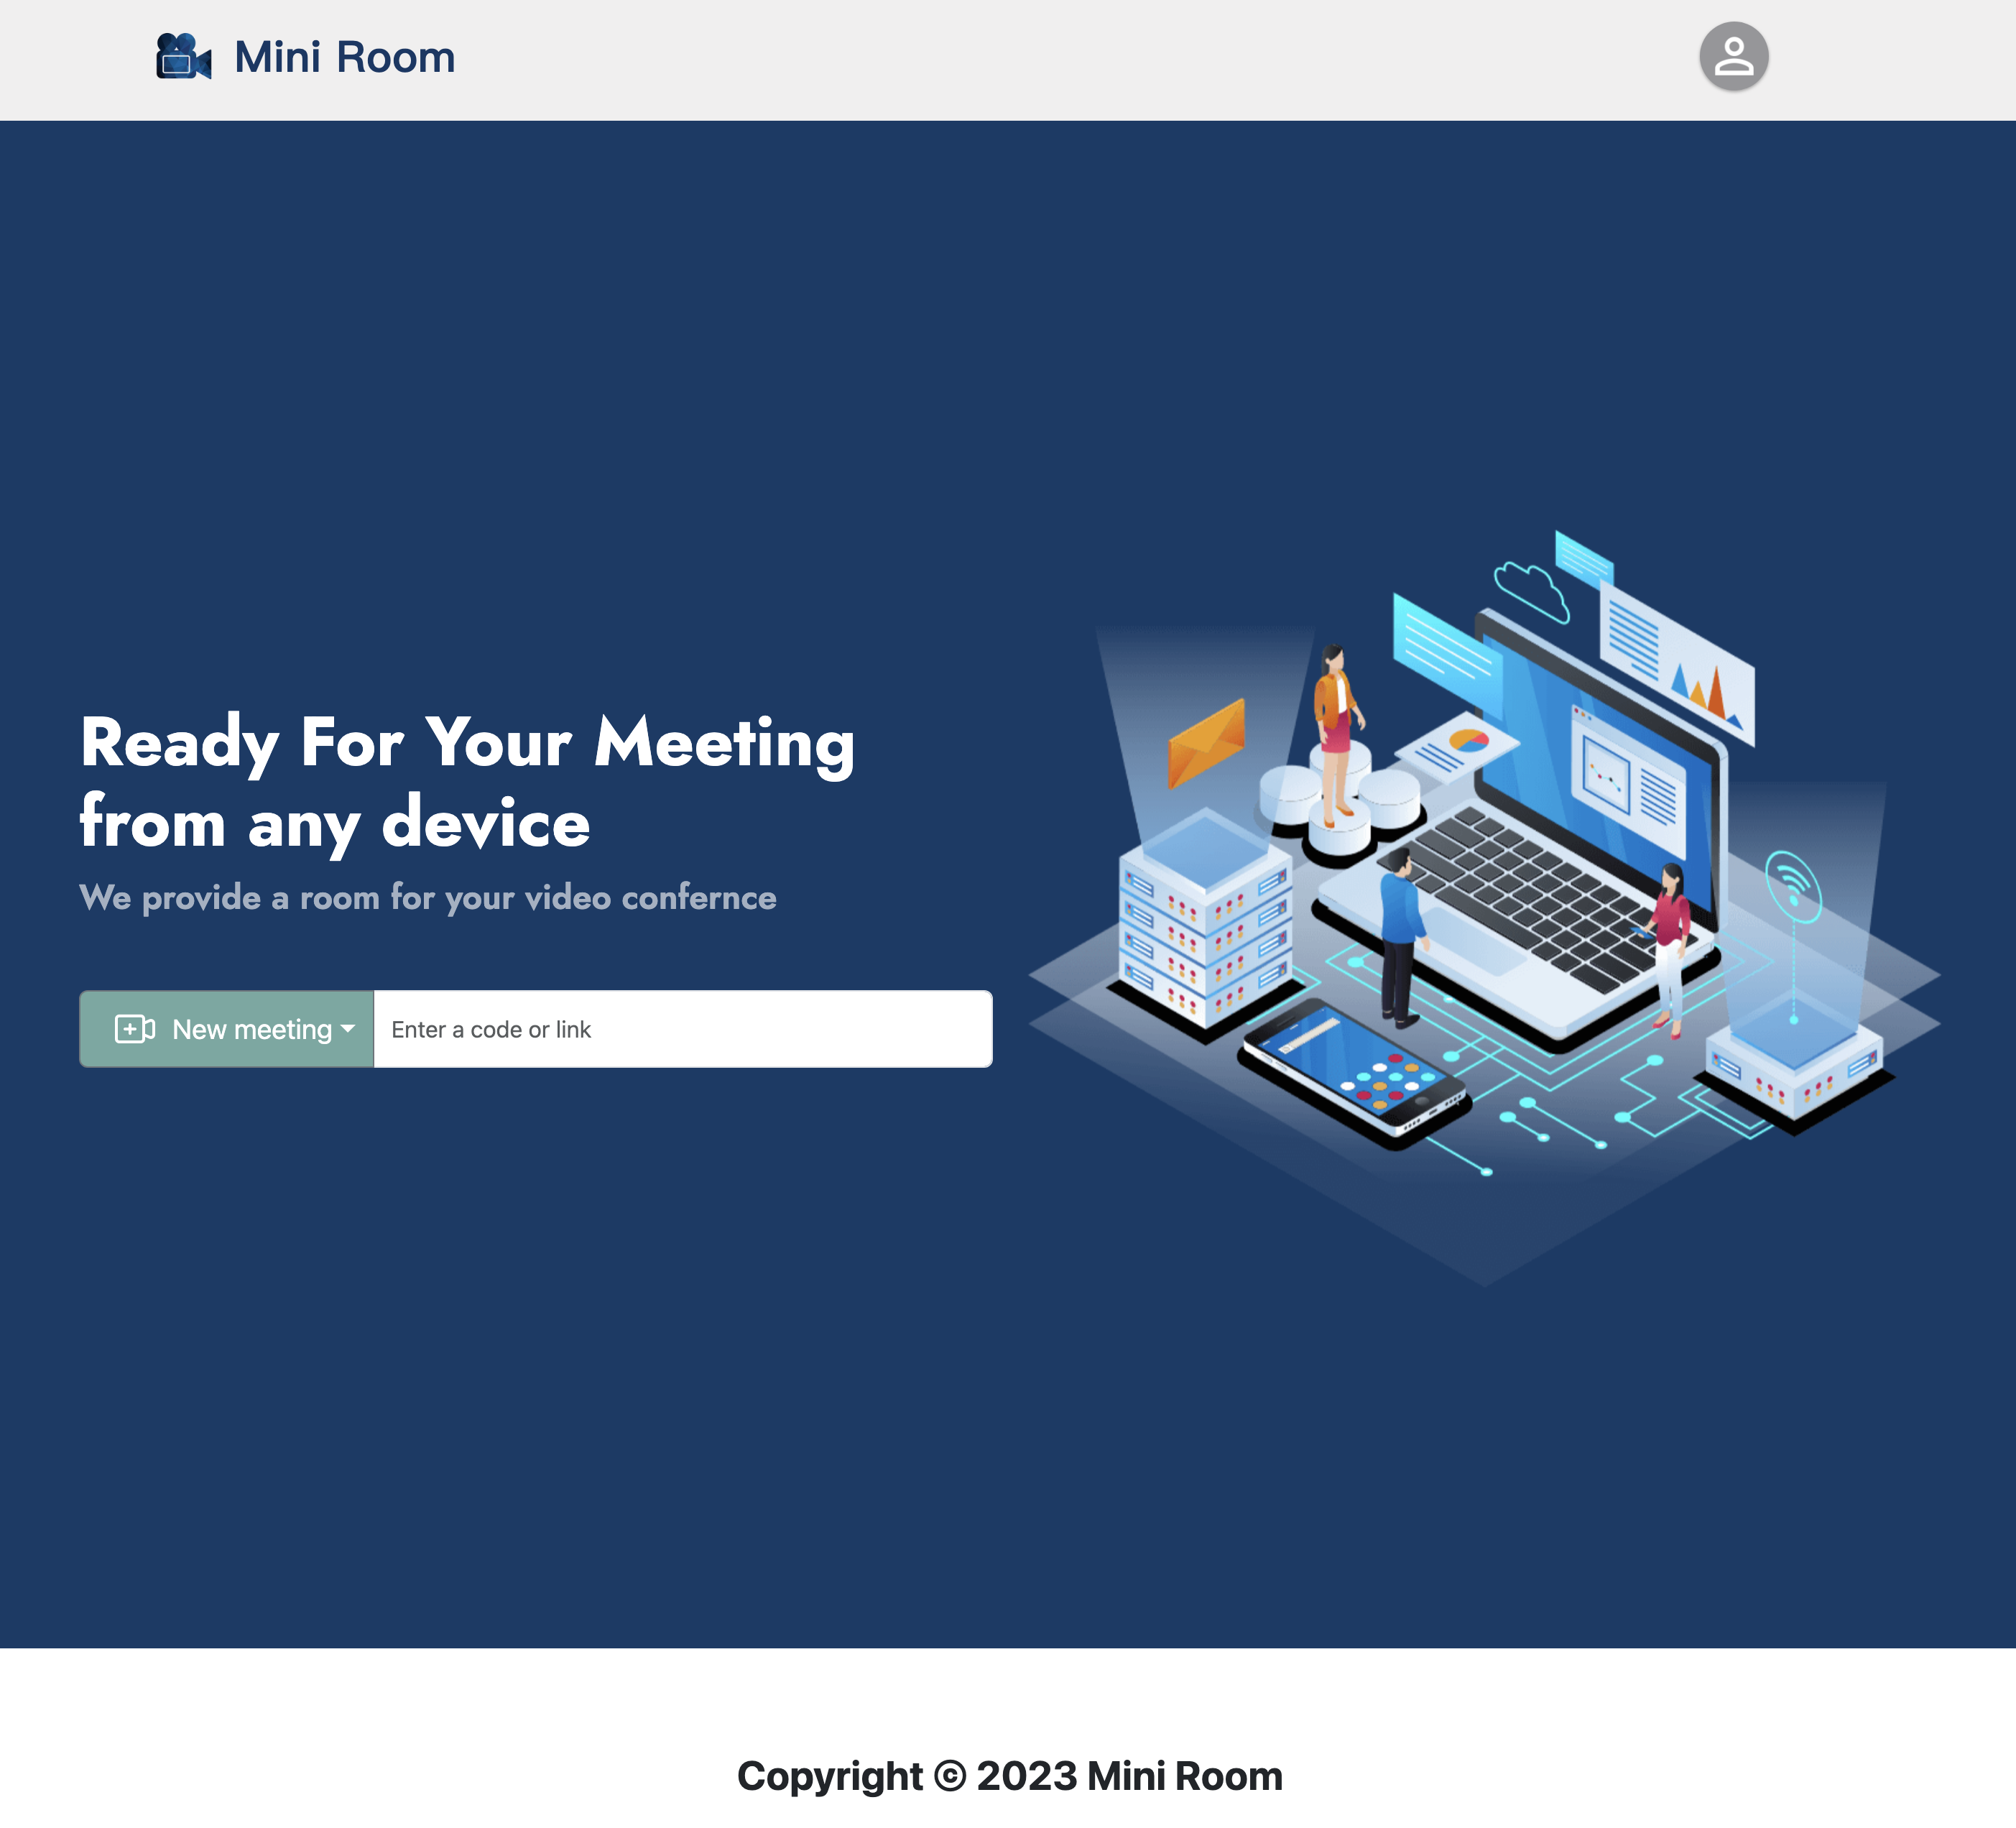 Mini Room
Ready For Your Meeting
from any device
We provide a room for your video confernce
New meeting
Enter a code or link
Copyright © 2023 Mini Room